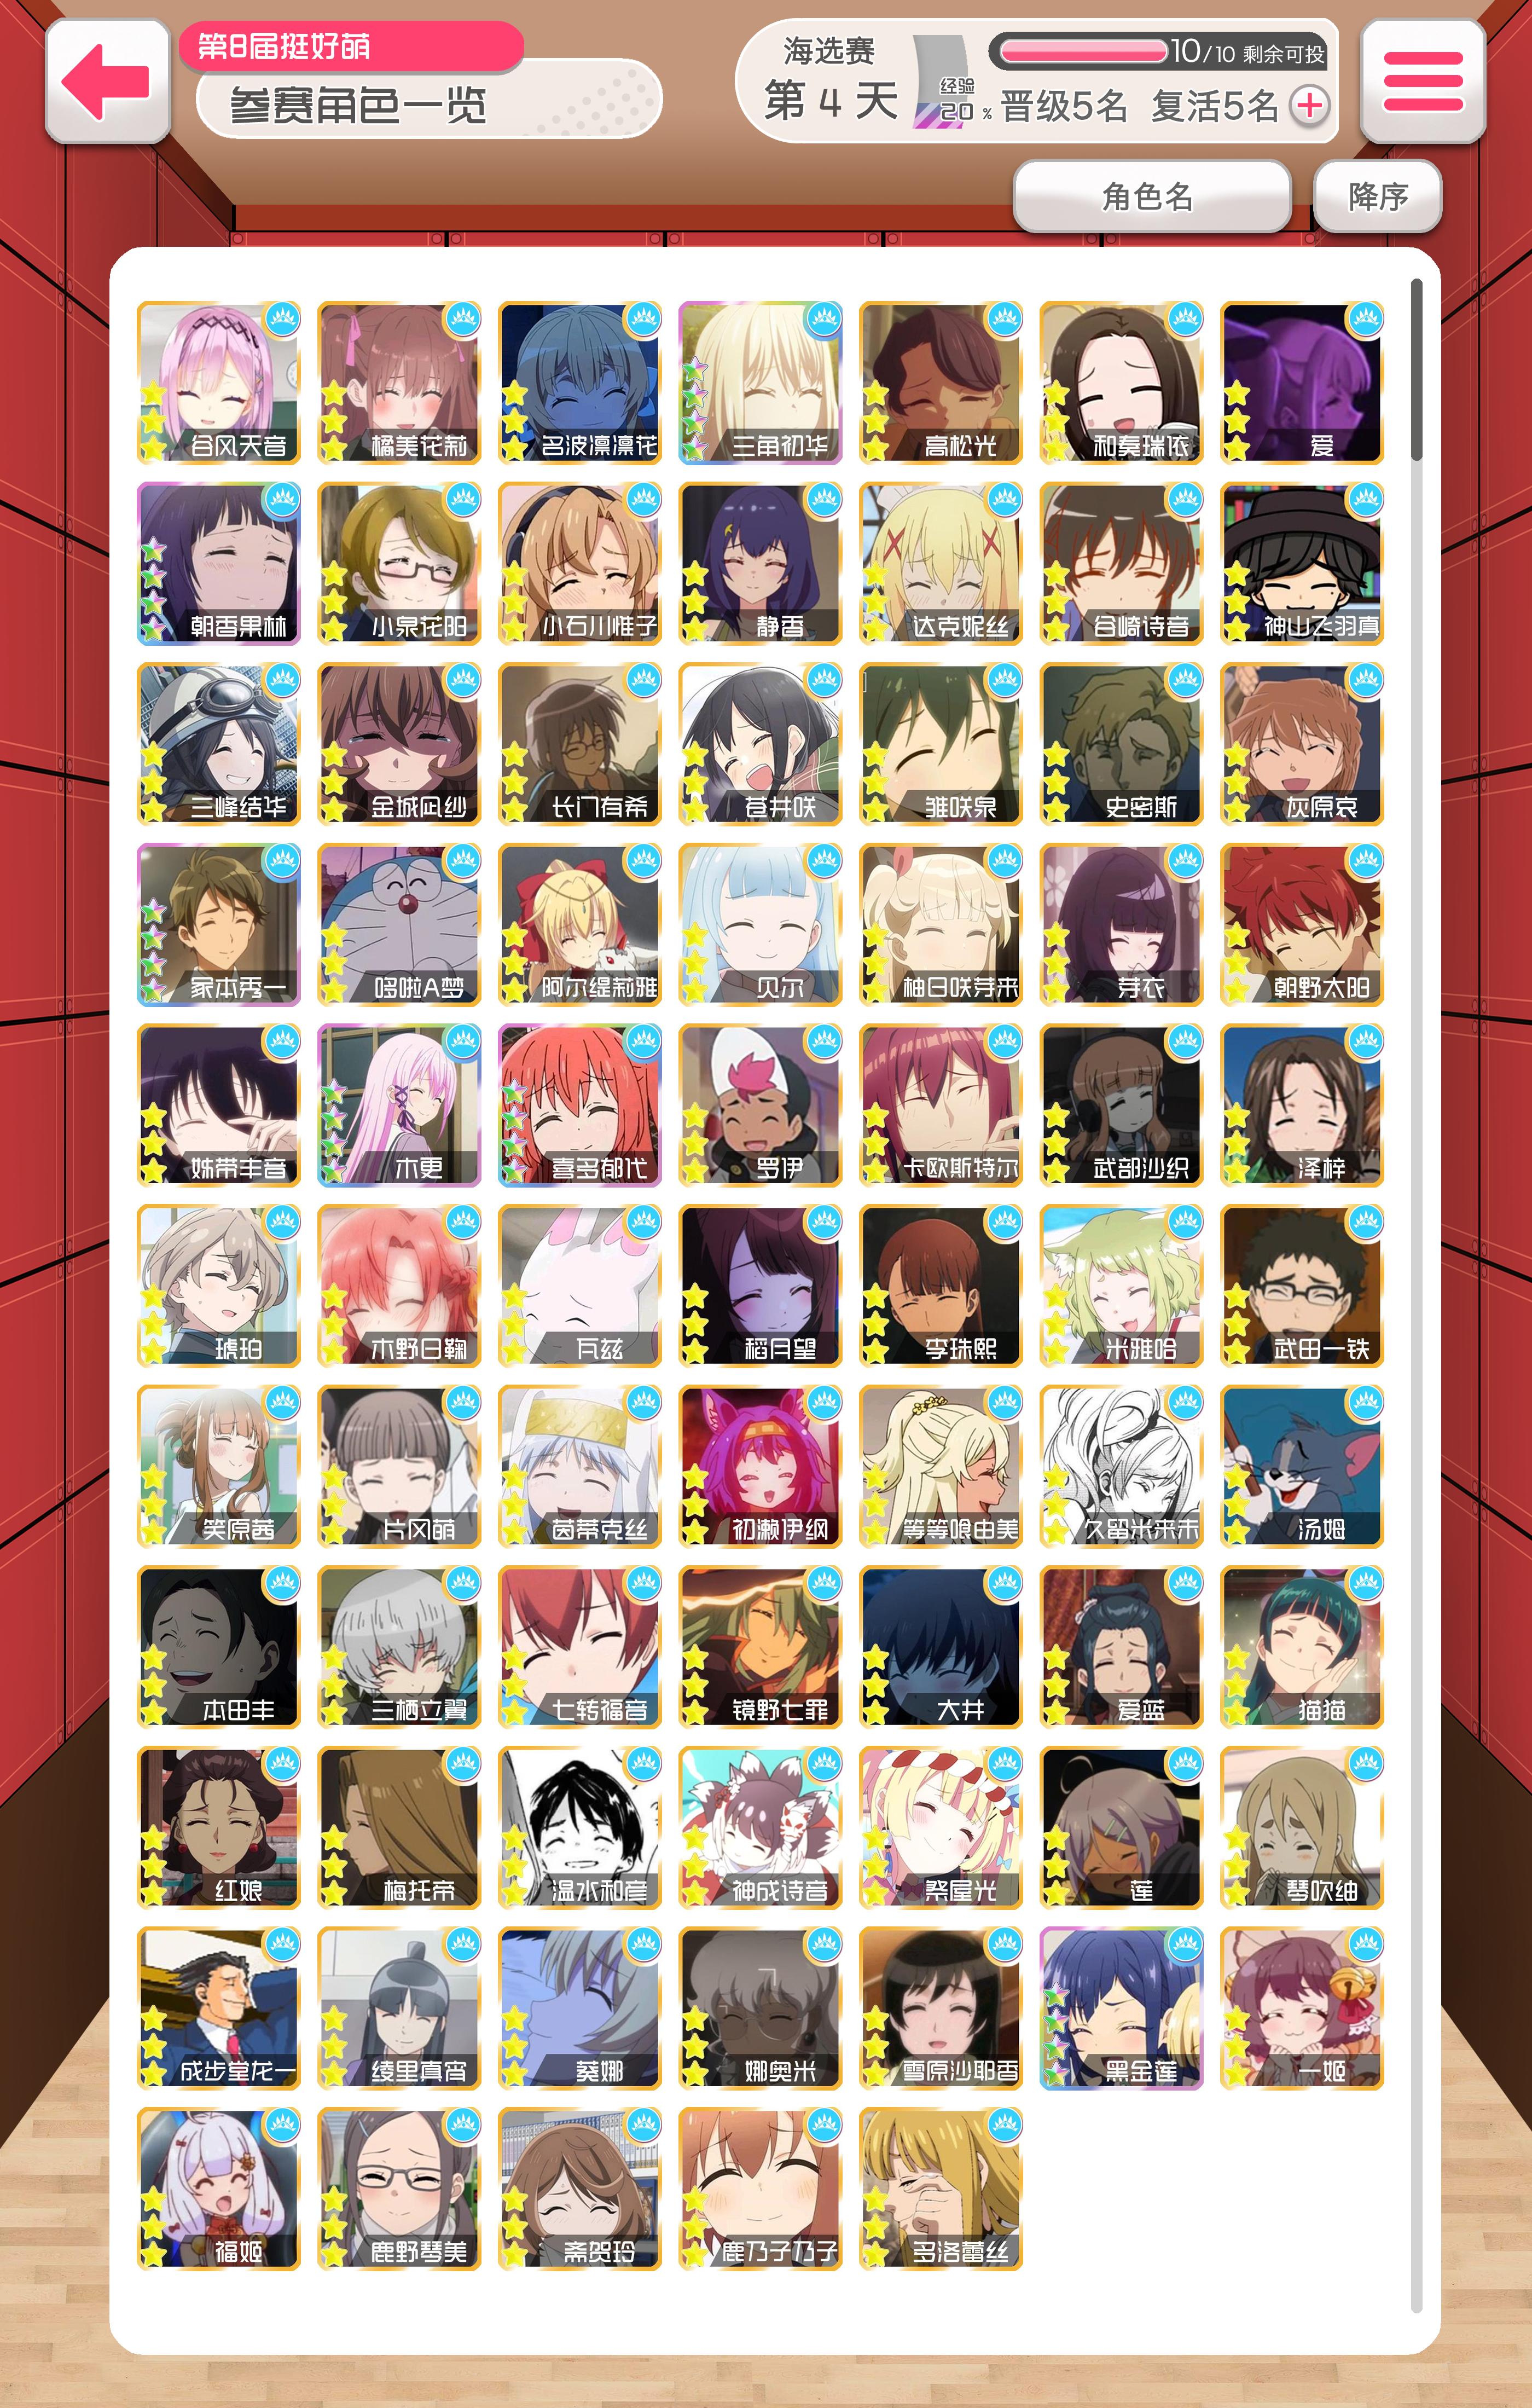 第8届挺好萌
参赛角色一览
海选赛
第 4 天
经验
20 %
10/10 剩余可投
晋级5名 复活5名
角色名
降序
谷风天音 橘美花莉 名波凛凛花 三角初华 高松光 和奏瑞依 爱
朝香果林 小泉花阳 小石川惟子 静香 达克妮丝 谷崎诗音 神山飞羽真
三峰结华 金城凪纱 长门有希 苍井咲 雏咲泉 史密斯 灰原哀
家本秀一 哆啦A梦 阿尔缇莉雅 贝尔 柚日咲芽来 芽衣 朝野太阳
姊带丰音 木更 喜多郁代 罗伊 卡欧斯特尔 武部沙织 泽梓
琥珀 木野日鞠 瓦兹 稻月望 李珠熙 米雅哈 武田一铁
笑原茜 片冈萌 茵蒂克丝 初濑伊纲 等等飡由美 久留米来未 汤姆
本田丰 三栖立翼 七转福音 镜野七罪 大井 爱蓝 猫猫
红娘 梅托帝 温水和彦 神成诗音 祭屋光 莲 琴吹䌷
成步堂龙一 绫里真宵 葵娜 娜奥米 雪原沙耶香 黑金莲 一姬
福姬 鹿野琴美 斋贺玲 鹿乃子乃子 多洛蕾丝